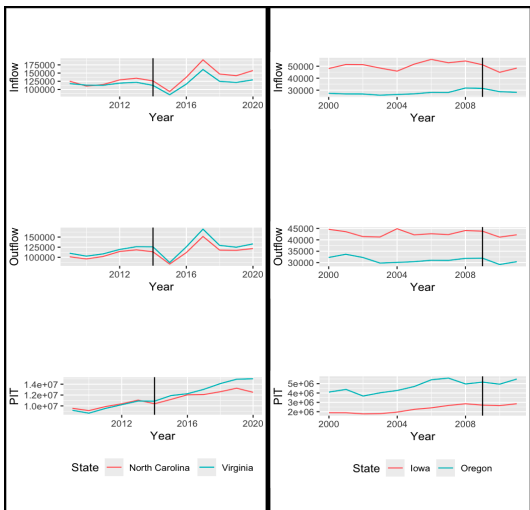 Inflow
175000
150000
125000
100000
2012
2016
2020
Year
Outflow
150000
125000
100000
2012
2016
2020
Year
PIT
1.4e+07
1.2e+07
1.0e+07
2012
2016
2020
Year
State
North Carolina
Virginia
Inflow
50000
40000
30000
2000
2004
2008
Year
Outflow
45000
40000
35000
30000
2000
2004
2008
Year
PIT
5e+06
4e+06
3e+06
2e+06
2000
2004
2008
Year
State
Iowa
Oregon